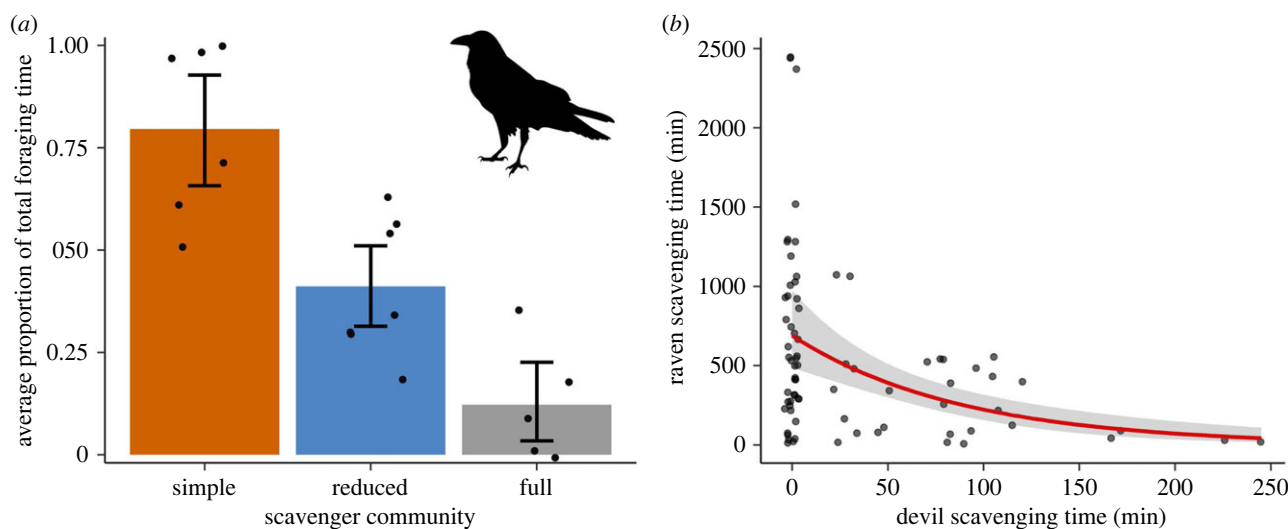 (a)
average proportion of total foraging time
1.00
0.75
050
0.25
0
simple reduced full
scavenger community
(b)
raven scavenging time (min)
2500
2000
1500
1000
500
0
0 50 100 150 200 250
devil scavenging time (min)